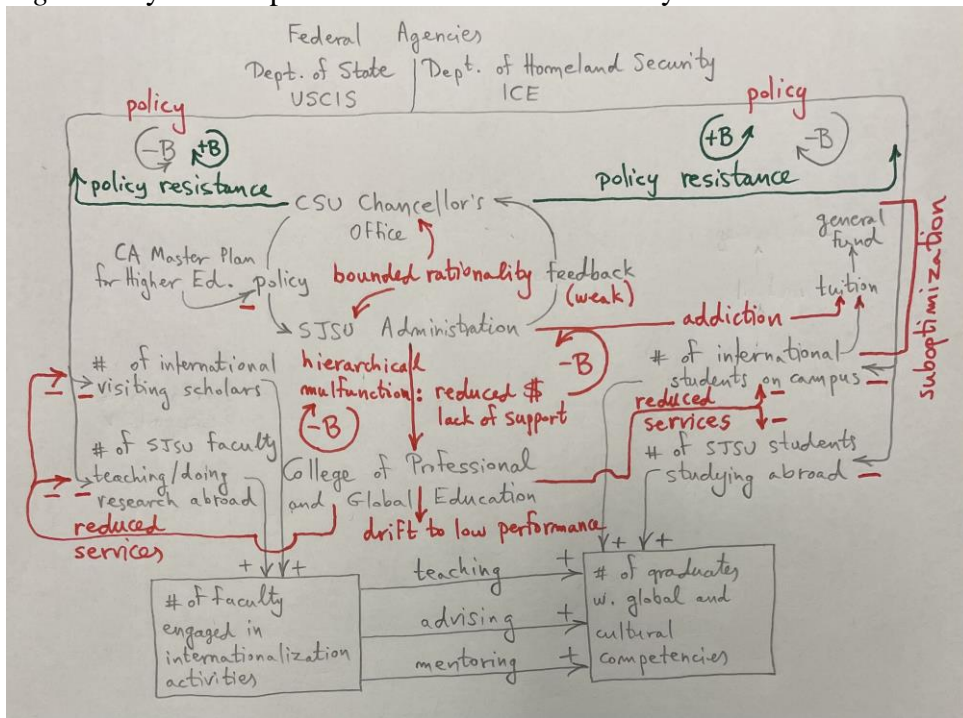 Federal Agencies
Dept. of State
USCIS
Dept. of Homeland Security
ICE
policy
-B
+B
policy resistance
policy
+B
-B
policy resistance
CSU Chancellor's
Office
CA Master Plan
for Higher Ed.
policy
-
bounded rationality
feedback
(weak)
general
fund
tuition
suboptimization
SJSU Administration
addiction
# of international
visiting scholars
- -
hierarchical
mulfunction: reduced $
lack of support
-B
-B
# of international
students on campus -
reduced
services
-
-
# of SJSU faculty
teaching/doing
research abroad
- -
reduced
services
College of Professional
and Global Education
drift to low performance
# of SJSU students
studying abroad -
+ +
+ +
# of faculty
engaged in
internationalization
activities
teaching +
advising +
mentoring +
# of graduates
w. global and
cultural
competencies